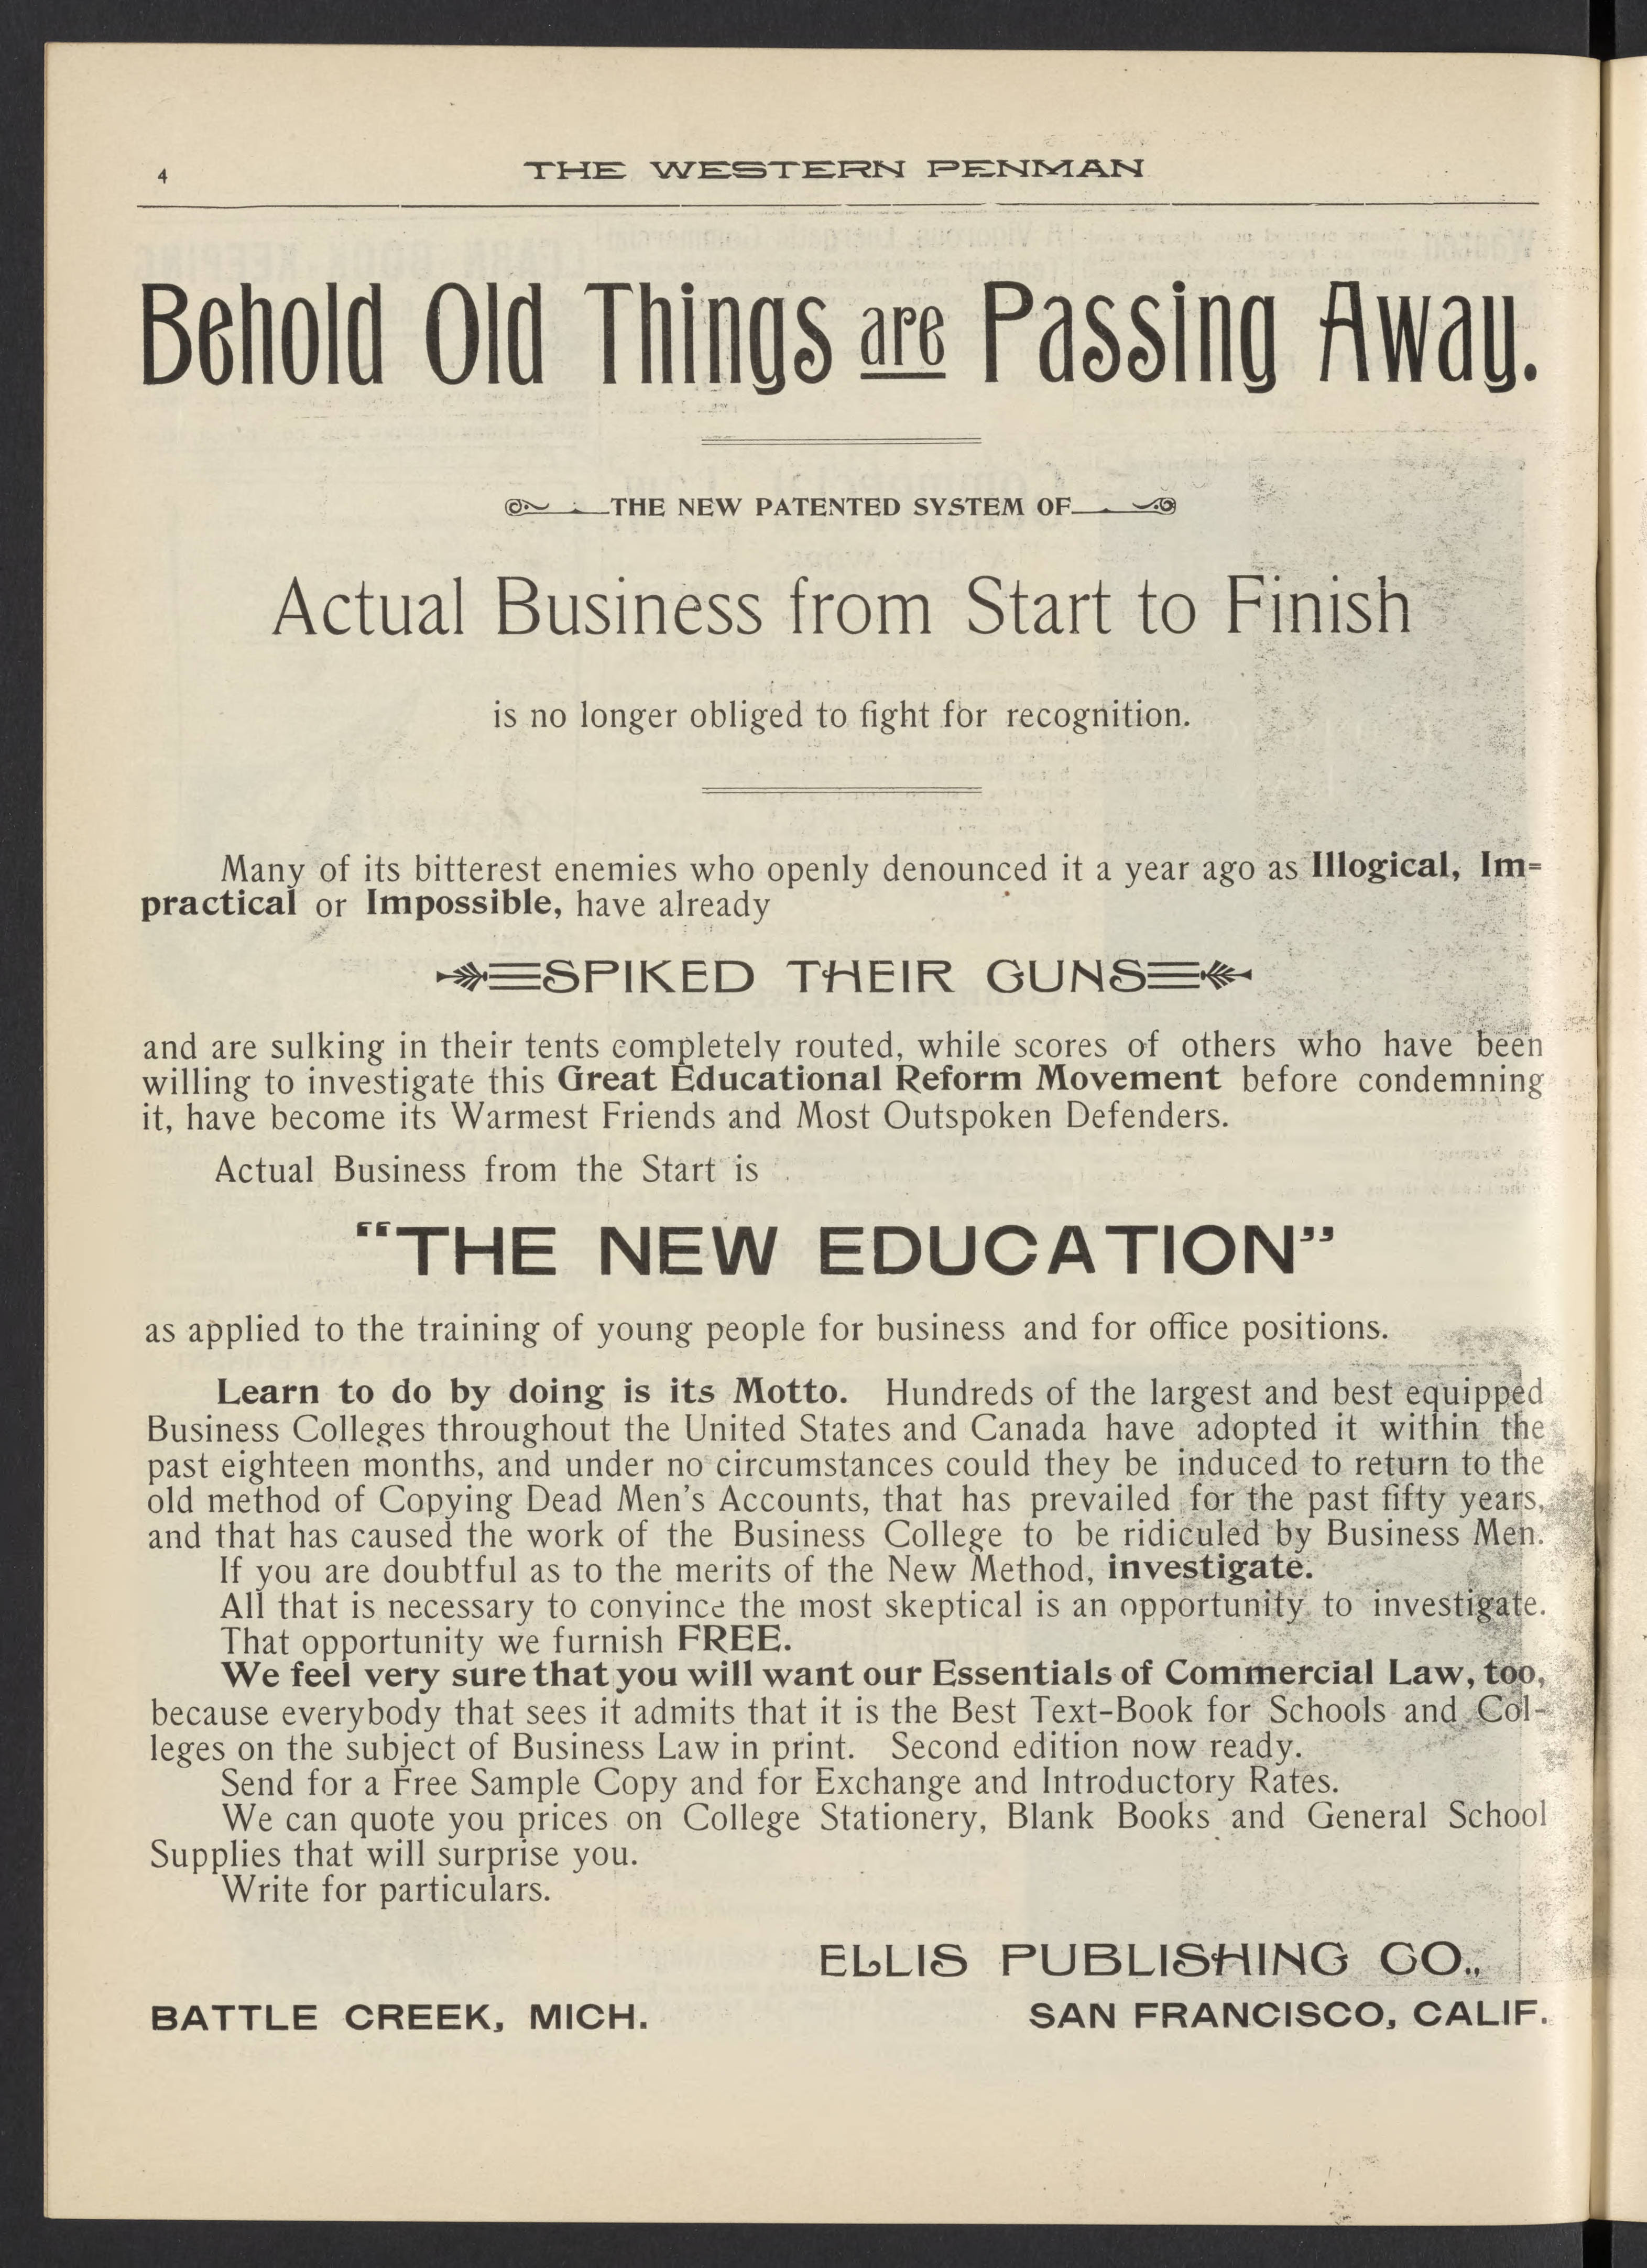 4
THE WESTERN PENMAN
Behold Old Things are Passing Away.
THE NEW PATENTED SYSTEM OF
Actual Business from Start to Finish
is no longer obliged to fight for recognition.
Many of its bitterest enemies who openly denounced it a year ago as Illogical, Im=
practical or Impossible, have already
SPIKED THEIR GUNS
and are sulking in their tents completely routed, while scores of others who have been
willing to investigate this Great Educational Reform Movement before condemning
it, have become its Warmest Friends and Most Outspoken Defenders.
Actual Business from the Start is
"THE NEW EDUCATION"
as applied to the training of young people for business and for office positions.
Learn to do by doing is its Motto. Hundreds of the largest and best equipped
Business Colleges throughout the United States and Canada have adopted it within the
past eighteen months, and under no circumstances could they be induced to return to the
old method of Copying Dead Men's Accounts, that has prevailed for the past fifty years,
and that has caused the work of the Business College to be ridiculed by Business Men.
If you are doubtful as to the merits of the New Method, investigate.
All that is necessary to convince the most skeptical is an opportunity to investigate.
That opportunity we furnish FREE.
We feel very sure that you will want our Essentials of Commercial Law, too,
because everybody that sees it admits that it is the Best Text-Book for Schools and Col-
leges on the subject of Business Law in print. Second edition now ready.
Send for a Free Sample Copy and for Exchange and Introductory Rates.
We can quote you prices on College Stationery, Blank Books and General School
Supplies that will surprise you.
Write for particulars.
ELLIS PUBLISHING CO.,
BATTLE CREEK, MICH. SAN FRANCISCO, CALIF.